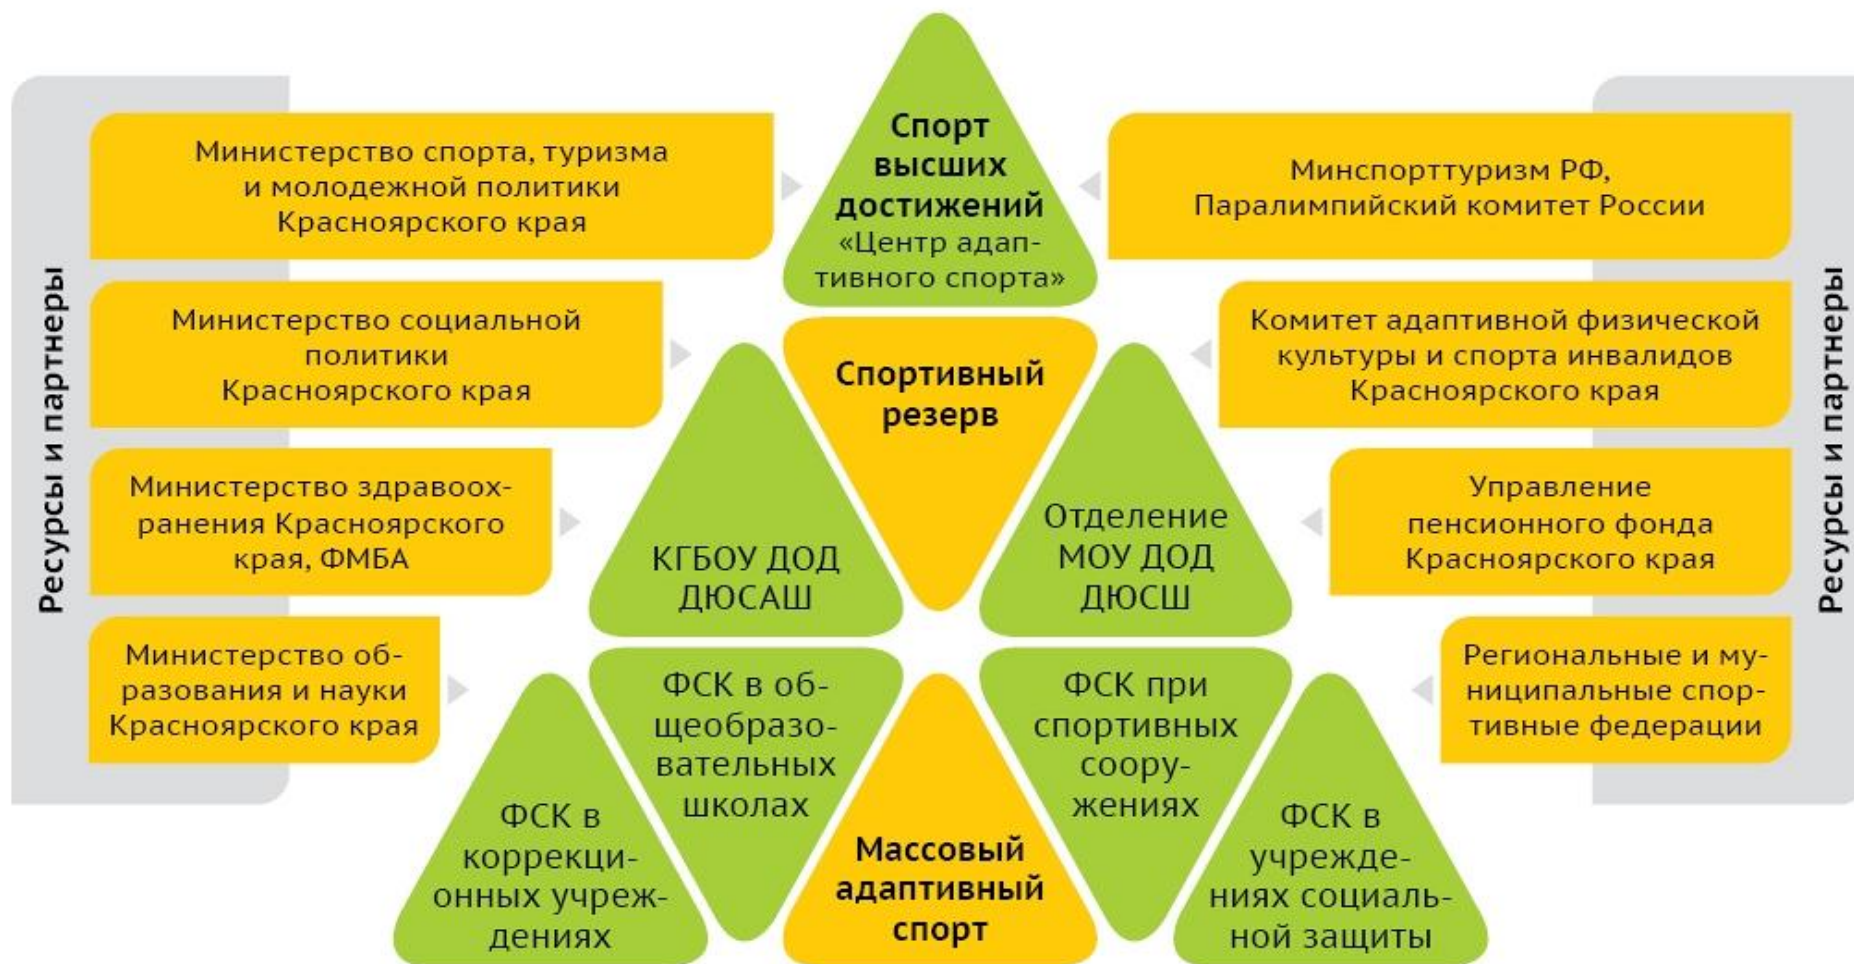 Ресурсы и партнеры
Министерство спорта, туризма
и молодежной политики
Красноярского края
Министерство социальной
политики
Красноярского края
Министерство здравоох-
ранения Красноярского
края, ФМБА
Министерство об-
разования и науки
Красноярского края
Спорт
высших
достижений
«Центр адап-
тивного спорта»
Спортивный
резерв
КГБОУ ДОД
ДЮСАШ
Отделение
МОУ ДОД
ДЮСШ
ФСК в
коррекци-
онных учреж-
дениях
ФСК в об-
щеобразо-
вательных
школах
Массовый
адаптивный
спорт
ФСК при
спортивных
соору-
жениях
ФСК в
учрежде-
ниях социаль-
ной защиты
Минспорттуризм РФ,
Паралимпийский комитет России
Комитет адаптивной физической
культуры и спорта инвалидов
Красноярского края
Управление
пенсионного фонда
Красноярского края
Региональные и му-
ниципальные спор-
тивные федерации
Ресурсы и партнеры